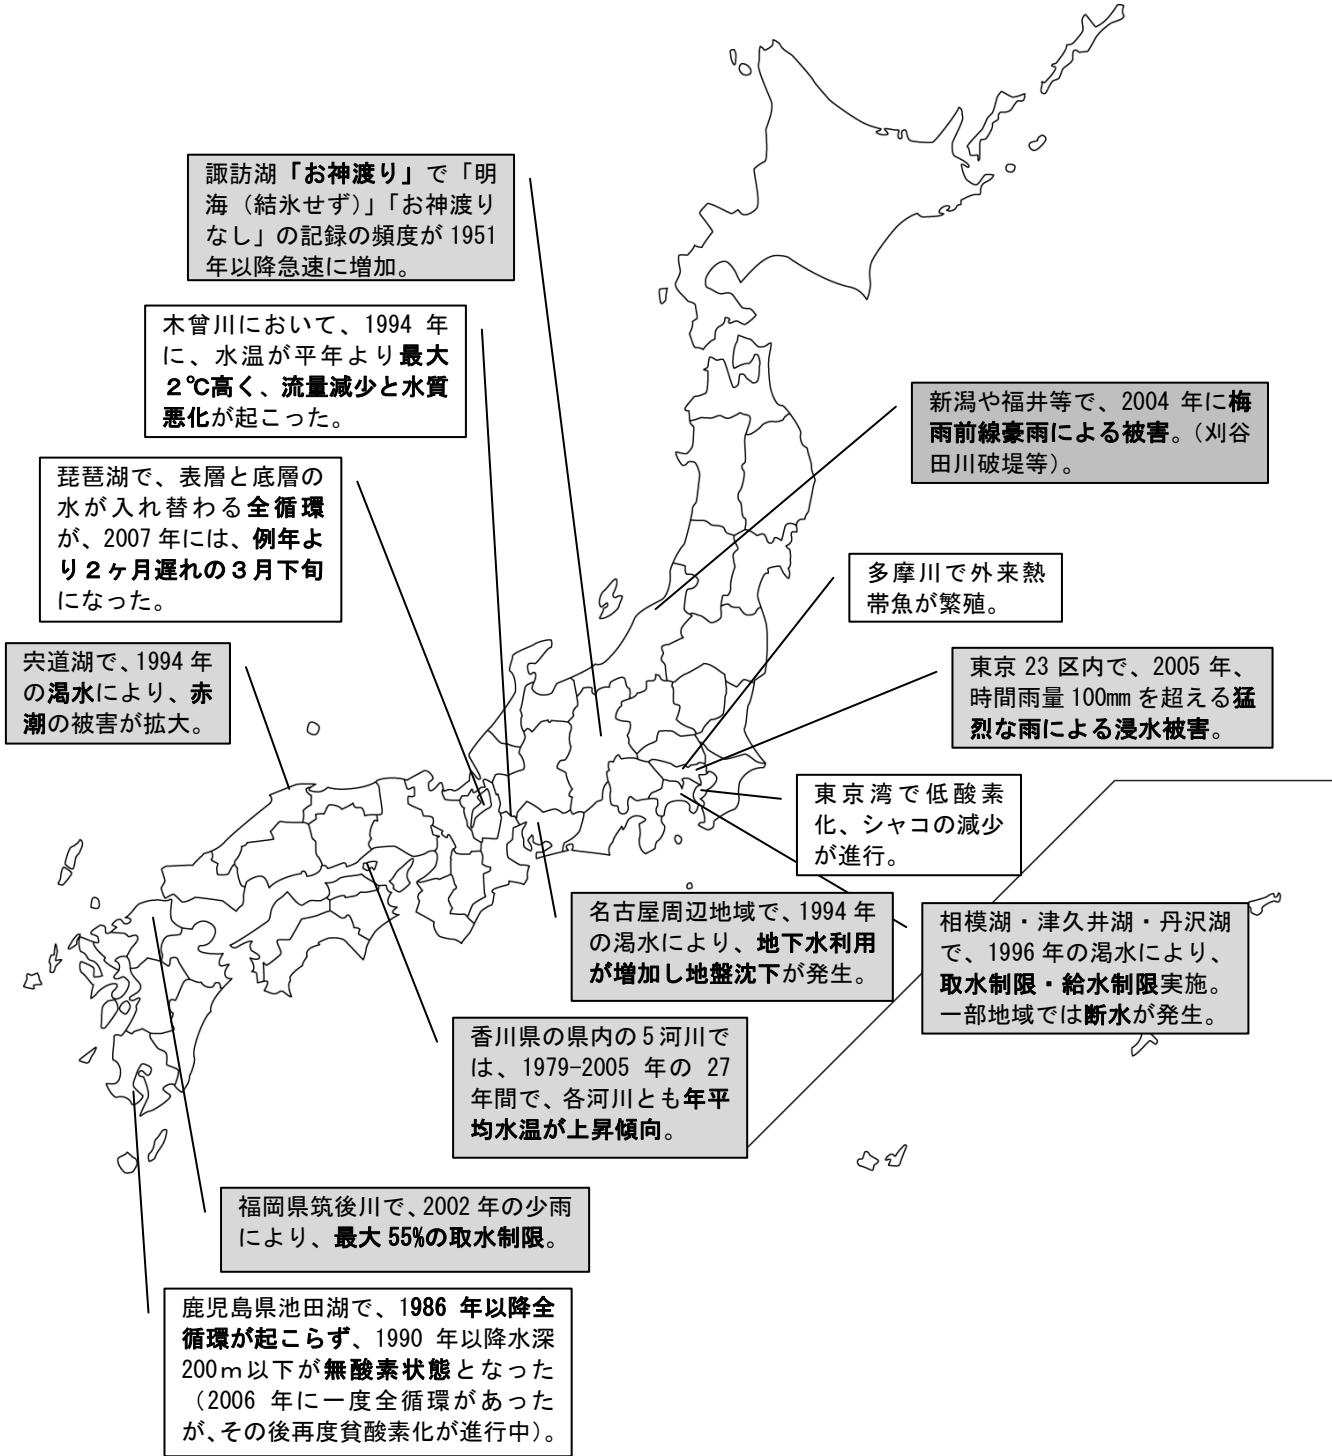 諏訪湖「お神渡り」で「明
海（結氷せず）」「お神渡り
なし」の記録の頻度が 1951
年以降急速に増加。
木曾川において、1994 年
に、水温が平年より最大
２℃高く、流量減少と水質
悪化が起こった。
新潟や福井等で、2004 年に梅
雨前線豪雨による被害。（刈谷
田川破堤等）。
琵琶湖で、表層と底層の
水が入れ替わる全循環
が、2007 年には、例年よ
り２ヶ月遅れの３月下旬
になった。
多摩川で外来熱
帯魚が繁殖。
宍道湖で、1994 年
の渇水により、赤
潮の被害が拡大。
東京 23 区内で、2005 年、
時間雨量 100mm を超える猛
烈な雨による浸水被害。
東京湾で低酸素
化、シャコの減少
が進行。
名古屋周辺地域で、1994 年
の渇水により、地下水利用
が増加し地盤沈下が発生。
相模湖・津久井湖・丹沢湖
で、1996 年の渇水により、
取水制限・給水制限実施。
一部地域では断水が発生。
香川県の県内の 5 河川で
は、1979-2005 年の 27
年間で、各河川とも年平
均水温が上昇傾向。
福岡県筑後川で、2002 年の少雨
により、最大 55%の取水制限。
鹿児島県池田湖で、1986 年以降全
循環が起こらず、1990 年以降水深
200ｍ以下が無酸素状態となった
（2006 年に一度全循環があった
が、その後再度貧酸素化が進行中）。